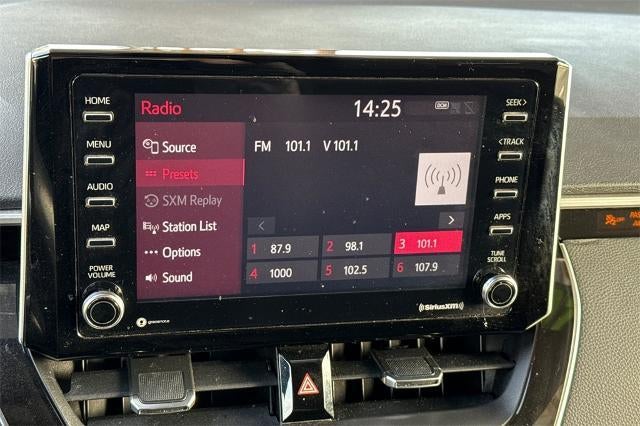 HOME
MENU
AUDIO
MAP
POWER
VOLUME
Radio
14:25
DCM
Source
Presets
SXM Replay
Station List
Options
Sound
FM 101.1 V 101.1
<
>
1 87.9
2 98.1
3 101.1
4 1000
5 102.5
6 107.9
SEEK>
<TRACK
PHONE
APPS
TUNE
SCROLL
gracenote
((SiriusXM))